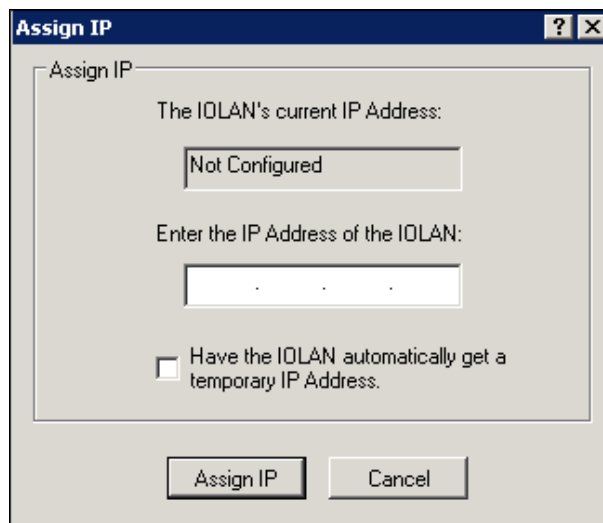 Assign IP
Assign IP
The IOLAN's current IP Address:
Not Configured
Enter the IP Address of the IOLAN:
. . .
Have the IOLAN automatically get a
temporary IP Address.
Assign IP Cancel